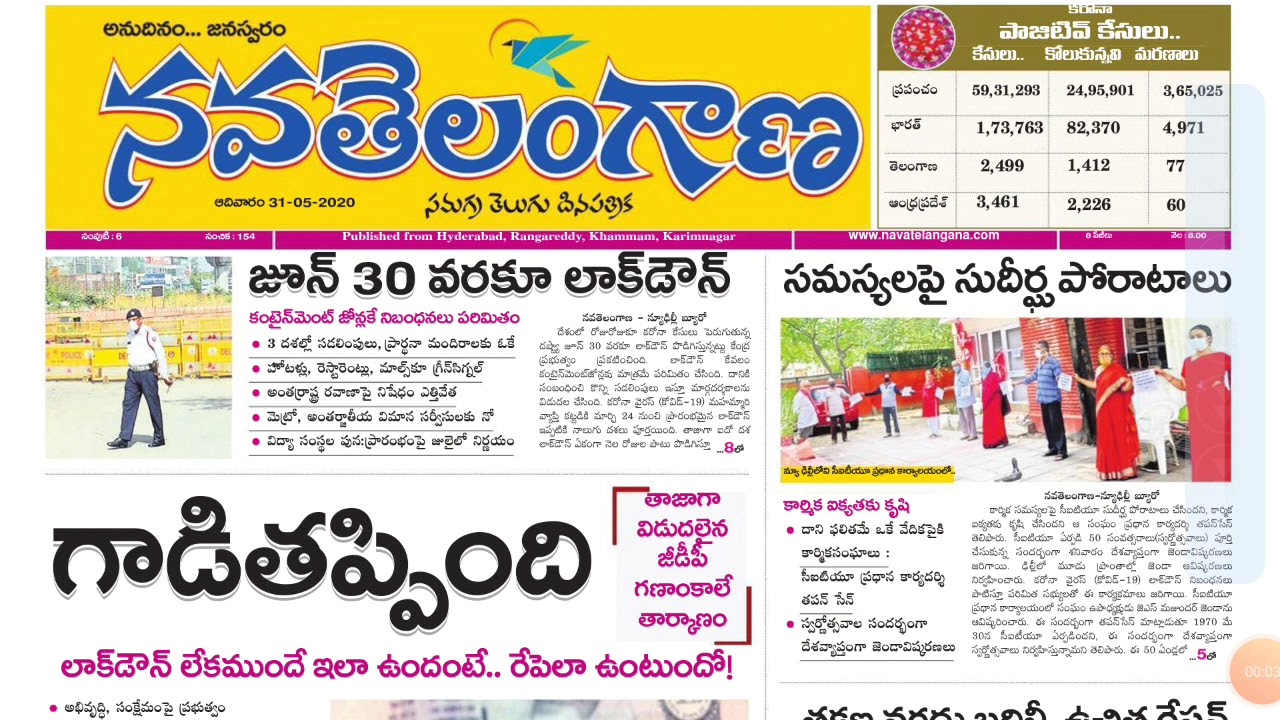 అనుదినం... జనస్వరం
నవతెలంగాణ
ఆదివారం 31-05-2020
సమగ్ర తెలుగు దినపత్రిక
కరోనా
పాజిటివ్ కేసులు..
కేసులు.. కోలుకున్నవి మరణాలు
ప్రపంచం 59,31,293 24,95,901 3,65,025
భారత్ 1,73,763 82,370 4,971
తెలంగాణ 2,499 1,412 77
ఆంధ్రప్రదేశ్ 3,461 2,226 60
సంపుటి : 6 సంచిక : 154 Published from Hyderabad, Rangareddy, Khammam, Karimnagar www.navatelangana.com 8 పేజీలు వెల : 8.00
జూన్ 30 వరకూ లాక్‌డౌన్
కంటైన్‌మెంట్ జోన్లకే నిబంధనలు పరిమితం
● 3 దశల్లో సడలింపులు, ప్రార్థనా మందిరాలకు ఓకే
● హోటళ్లు, రెస్టారెంట్లు, మాల్స్‌కూ గ్రీన్‌సిగ్నల్
● అంతర్రాష్ట్ర రవాణాపై నిషేధం ఎత్తివేత
● మెట్రో, అంతర్జాతీయ విమాన సర్వీసులకు నో
● విద్యా సంస్థల పున:ప్రారంభంపై జులైలో నిర్ణయం
నవతెలంగాణ - న్యూఢిల్లీ బ్యూరో
దేశంలో రోజురోజుకూ కరోనా కేసులు పెరుగుతున్న
దృష్ట్యా జూన్ 30 వరకూ లాక్‌డౌన్ పొడిగిస్తున్నట్టు కేంద్ర
ప్రభుత్వం ప్రకటించింది. లాక్‌డౌన్ కేవలం
కంటైన్‌మెంట్‌జోన్లకు మాత్రమే పరిమితం చేసింది. దానికి
సంబంధించి కొన్ని సడలింపులు ఇస్తూ మార్గదర్శకాలను
విడుదల చేసింది. కరోనా వైరస్ (కోవిడ్-19) మహమ్మారి
వ్యాప్తి కట్టడికి మార్చి 24 నుంచి ప్రారంభమైన లాక్‌డౌన్
ఇప్పటికి నాలుగు దశలు పూర్తయింది. తాజాగా ఐదో దశ
లాక్‌డౌన్ ఏకంగా నెల రోజుల పాటు పొడిగిస్తూ ...8లో
సమస్యలపై సుదీర్ఘ పోరాటాలు
న్యూ ఢిల్లీలోని సీఐటీయూ ప్రధాన కార్యాలయంలో..
కార్మిక ఐక్యతకు కృషి
● దాని ఫలితమే ఒకే వేదికపైకి
కార్మికసంఘాలు :
సీఐటీయూ ప్రధాన కార్యదర్శి
తపన్ సేన్
● స్వర్ణోత్సవాల సందర్భంగా
దేశవ్యాప్తంగా జెండావిష్కరణలు
నవతెలంగాణ-న్యూఢిల్లీ బ్యూరో
కార్మిక సమస్యలపై సీఐటీయూ సుదీర్ఘ పోరాటాలు చేసిందని, కార్మిక
ఐక్యతకు కృషి చేసిందని ఆ సంఘం ప్రధాన కార్యదర్శి తపన్‌సేన్
తెలిపారు. సీఐటీయూ ఏర్పడి 50 సంవత్సరాలు(స్వర్ణోత్సవాలు) పూర్తి
చేసుకున్న సందర్భంగా శనివారం దేశవ్యాప్తంగా జెండావిష్కరణలు
జరిగాయి. ఢిల్లీలో మూడు ప్రాంతాల్లో జెండా ఆవిష్కరణలు
నిర్వహించారు. కరోనా వైరస్ (కోవిడ్-19) లాక్‌డౌన్ నిబంధనలు
పాటిస్తూ పరిమిత సభ్యులతో ఈ కార్యక్రమాలు జరిగాయి. సీఐటీయూ
ప్రధాన కార్యాలయంలో సంఘం ఉపాధ్యక్షుడు జెఎస్ మజుందర్ జెండాను
ఆవిష్కరించారు. ఈ సందర్భంగా తపన్‌సేన్ మాట్లాడుతూ 1970 మే
30న సీఐటీయూ ఏర్పడిందని, ఈ సందర్భంగా దేశవ్యాప్తంగా
స్వర్ణోత్సవాలు నిర్వహిస్తున్నామని తెలిపారు. ఈ 50 ఏండ్లలో ...5లో
గాడితప్పింది
తాజాగా
విడుదలైన
జీడీపీ
గణాంకాలే
తార్కాణం
లాక్‌డౌన్ లేకముందే ఇలా ఉందంటే.. రేపెలా ఉంటుందో!
● అభివృద్ధి, సంక్షేమంపై ప్రభుత్వం
00:03